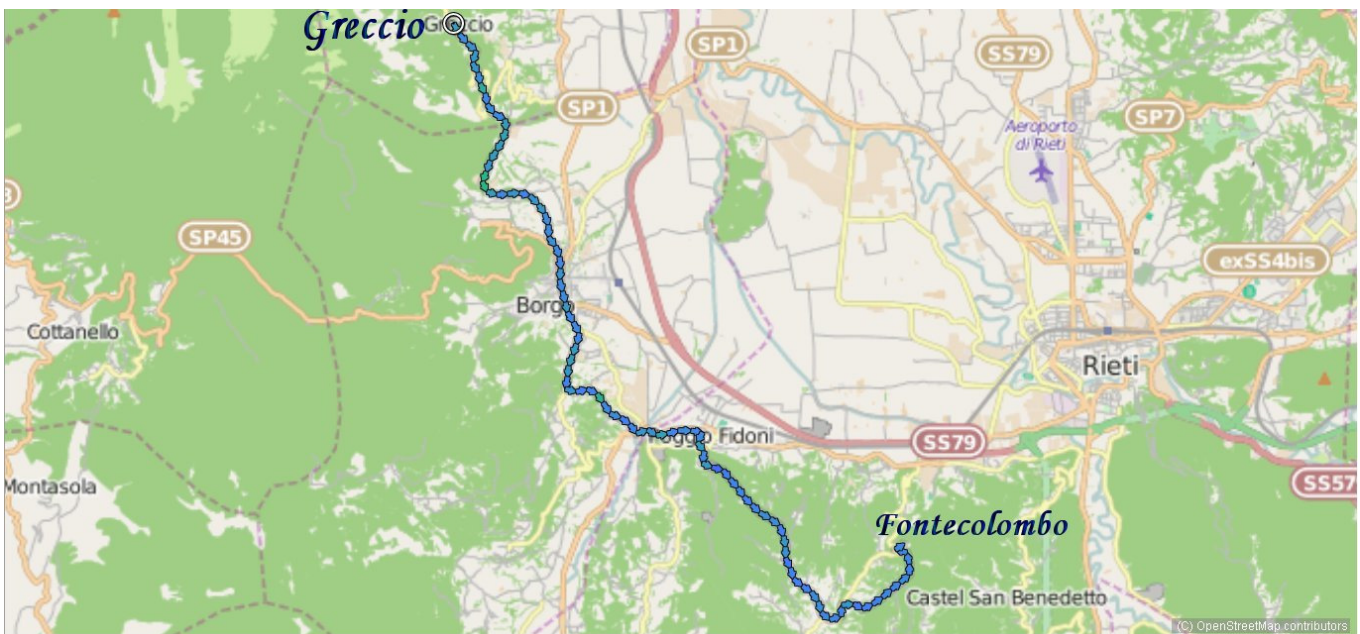 Greccio
Greccio
SP1
SS79
SP1
SP7
Aeroporto
di Rieti
SP45
exSS4bis
Borgo
Cottanello
Rieti
Poggio Fidoni
SS79
Montasola
SS57
Fontecolombo
Castel San Benedetto
(C) OpenStreetMap contributors